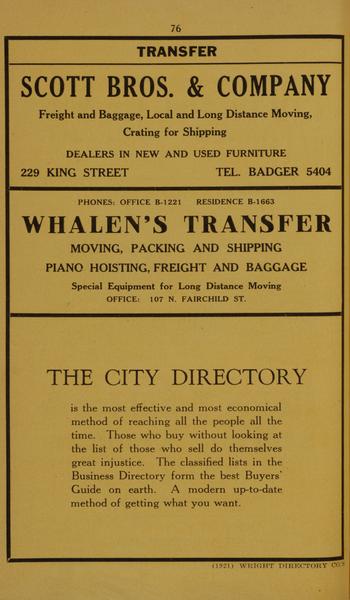 76
TRANSFER
SCOTT BROS. & COMPANY
Freight and Baggage, Local and Long Distance Moving,
Crating for Shipping
DEALERS IN NEW AND USED FURNITURE
229 KING STREET TEL. BADGER 5404
PHONES: OFFICE B-1221 RESIDENCE B-1663
WHALEN'S TRANSFER
MOVING, PACKING AND SHIPPING
PIANO HOISTING, FREIGHT AND BAGGAGE
Special Equipment for Long Distance Moving
OFFICE: 107 N. FAIRCHILD ST.
THE CITY DIRECTORY
is the most effective and most economical
method of reaching all the people all the
time. Those who buy without looking at
the list of those who sell do themselves
great injustice. The classified lists in the
Business Directory form the best Buyers'
Guide on earth. A modern up-to-date
method of getting what you want.
(1921) WRIGHT DIRECTORY CO'S